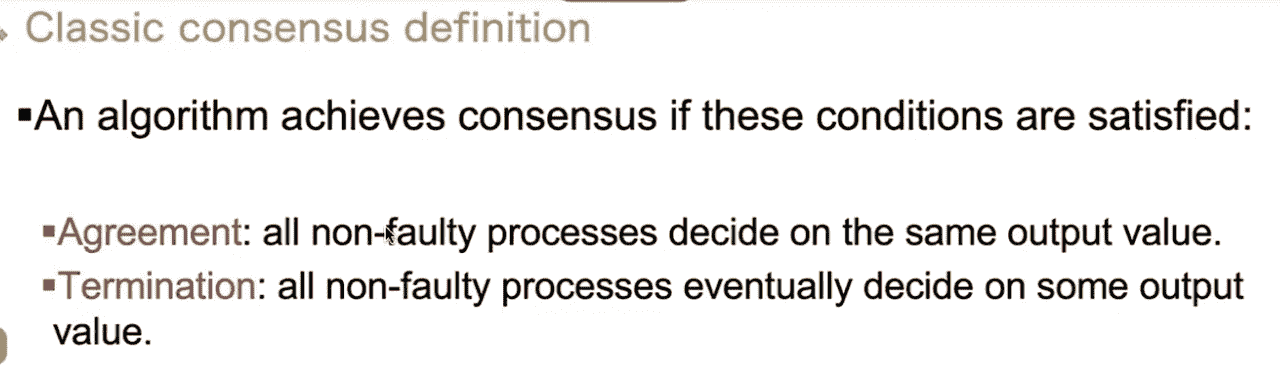 Classic consensus definition
▪An algorithm achieves consensus if these conditions are satisfied:
▪Agreement: all non-faulty processes decide on the same output value.
▪Termination: all non-faulty processes eventually decide on some output
value.